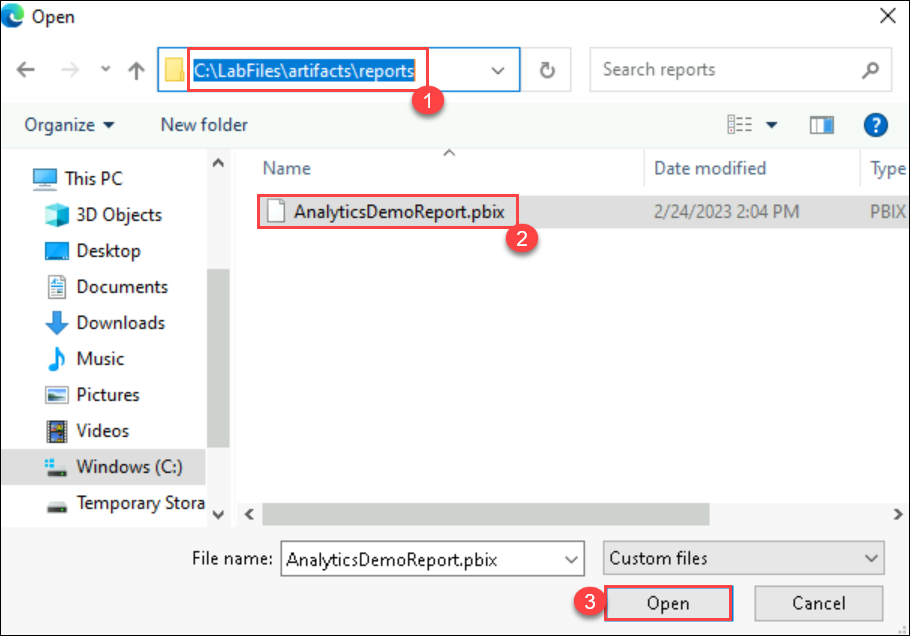 Open
C:\LabFiles\artifacts\reports
Search reports
1
Organize
New folder
?
This PC
3D Objects
Desktop
Documents
Downloads
Music
Pictures
Videos
Windows (C:)
Temporary Stora
Name
Date modified
Type
AnalyticsDemoReport.pbix
2/24/2023 2:04 PM
PBIX
2
File name:
AnalyticsDemoReport.pbix
Custom files
3
Open
Cancel